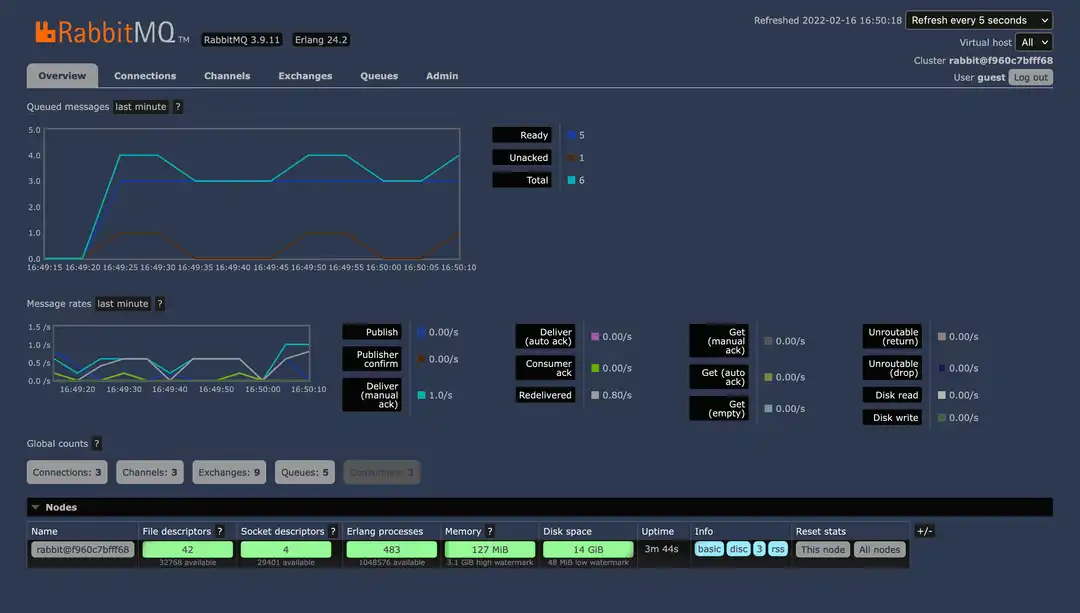 RabbitMQ TM RabbitMQ 3.9.11 Erlang 24.2
Refreshed 2022-02-16 16:50:18 Refresh every 5 seconds
Virtual host All
Cluster rabbit@f960c7bfff68
User guest Log out
Overview Connections Channels Exchanges Queues Admin
Queued messages last minute ?
5.0
4.0
3.0
2.0
1.0
0.0
16:49:15 16:49:20 16:49:25 16:49:30 16:49:35 16:49:40 16:49:45 16:49:50 16:49:55 16:50:00 16:50:05 16:50:10
Ready 5
Unacked 1
Total 6
Message rates last minute ?
1.5 /s
1.0 /s
0.5 /s
0.0 /s
16:49:20 16:49:30 16:49:40 16:49:50 16:50:00 16:50:10
Publish 0.00/s
Publisher
confirm 0.00/s
Deliver
(manual
ack) 1.0/s
Deliver
(auto ack) 0.00/s
Consumer
ack 0.00/s
Redelivered 0.80/s
Get
(manual
ack) 0.00/s
Get (auto
ack) 0.00/s
Get
(empty) 0.00/s
Unroutable
(return) 0.00/s
Unroutable
(drop) 0.00/s
Disk read 0.00/s
Disk write 0.00/s
Global counts ?
Connections: 3 Channels: 3 Exchanges: 9 Queues: 5 Consumers: 3
Nodes
Name File descriptors ? Socket descriptors ? Erlang processes Memory ? Disk space Uptime Info Reset stats +/-
rabbit@f960c7bfff68 42 4 483 127 MiB 14 GiB 3m 44s basic disc 3 rss This node All nodes
32768 available 29401 available 1048576 available 3.1 GiB high watermark 48 MiB low watermark